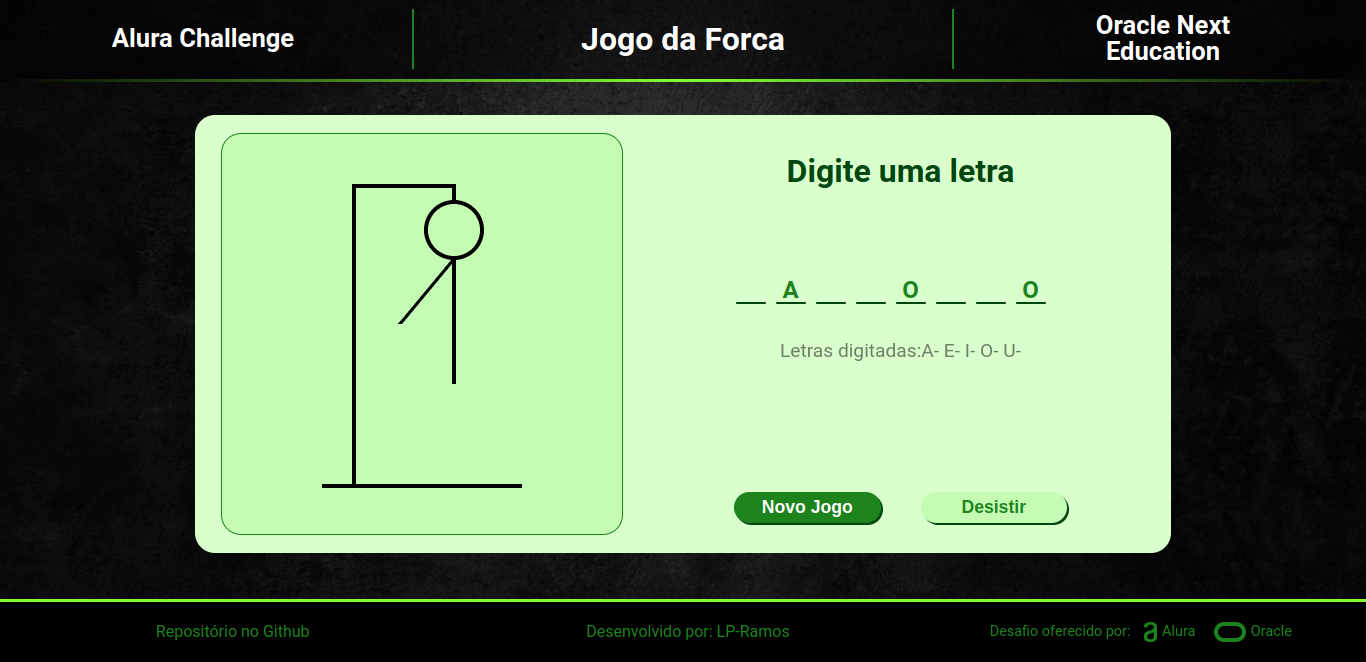 Alura Challenge
Jogo da Forca
Oracle Next
Education
Digite uma letra
_ A _ _ O _ _ O
Letras digitadas:A- E- I- O- U-
Novo Jogo
Desistir
Repositório no Github
Desenvolvido por: LP-Ramos
Desafio oferecido por: a Alura Oracle